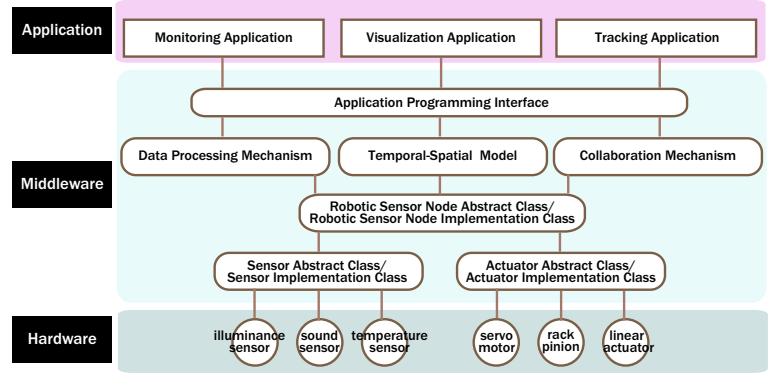 Application
Monitoring Application
Visualization Application
Tracking Application
Application Programming Interface
Data Processing Mechanism
Temporal-Spatial Model
Collaboration Mechanism
Middleware
Robotic Sensor Node Abstract Class/
Robotic Sensor Node Implementation Class
Sensor Abstract Class/
Sensor Implementation Class
Actuator Abstract Class/
Actuator Implementation Class
Hardware
illuminance
sensor
sound
sensor
temperature
sensor
servo
motor
rack
pinion
linear
actuator